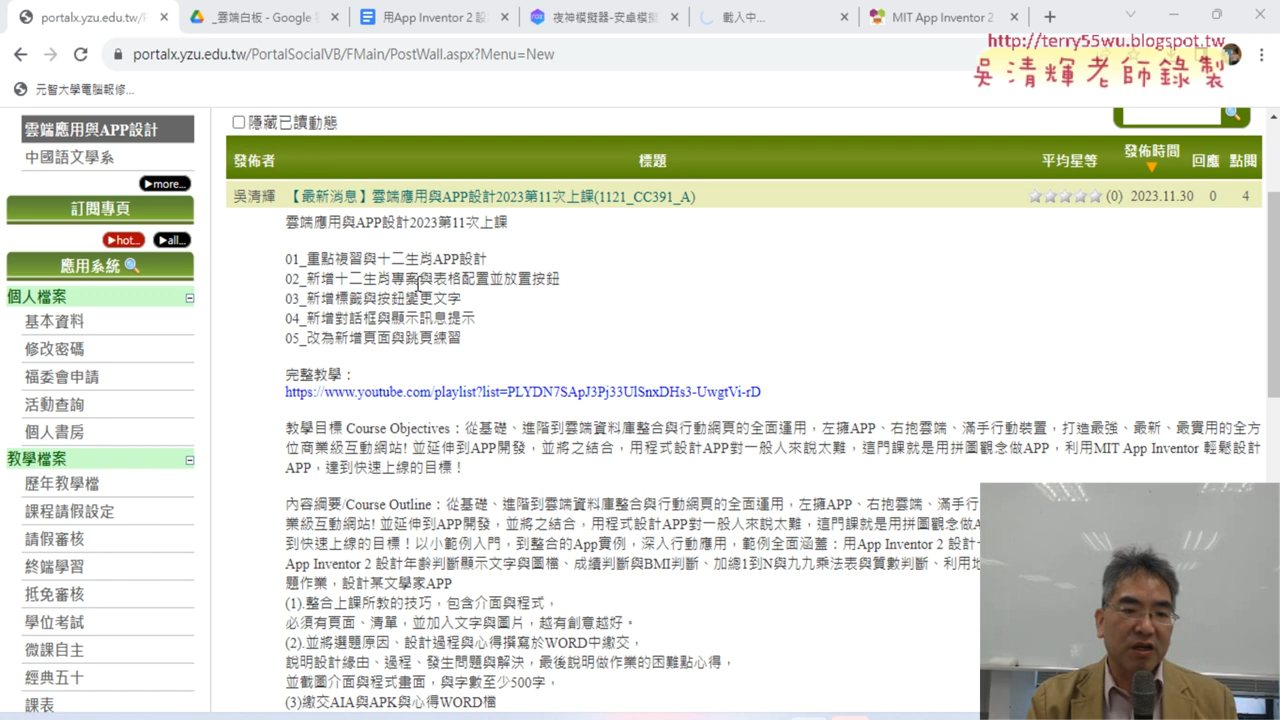 portalx.yzu.edu.tw/P
_雲端白板 - Google
用App Inventor 2 設
夜神模擬器-安卓模擬
載入中...
MIT App Inventor 2
portalx.yzu.edu.tw/PortalSocialVB/FMain/PostWall.aspx?Menu=New
http://terry55wu.blogspot.tw
吳清輝老師錄製
元智大學電腦報修...
雲端應用與APP設計
中國語文學系
▶more...
訂閱專頁
▶hot... ▶all...
應用系統
個人檔案
基本資料
修改密碼
福委會申請
活動查詢
個人書房
教學檔案
歷年教學檔
課程請假設定
請假審核
終端學習
抵免審核
學位考試
微課自主
經典五十
課表
隱藏已讀動態
發佈者 標題 平均星等 發佈時間 回應 點閱
吳清輝 【最新消息】雲端應用與APP設計2023第11次上課(1121_CC391_A) (0) 2023.11.30 0 4
雲端應用與APP設計2023第11次上課
01_重點複習與十二生肖APP設計
02_新增十二生肖專案與表格配置並放置按鈕
03_新增標籤與按鈕變更文字
04_新增對話框與顯示訊息提示
05_改為新增頁面與跳頁練習
完整教學：
https://www.youtube.com/playlist?list=PLYDN7SApJ3Pj33UlSnxDHs3-UwgtVi-rD
教學目標 Course Objectives：從基礎、進階到雲端資料庫整合與行動網頁的全面運用，左擁APP、右抱雲端、滿手行動裝置，打造最強、最新、最實用的全方
位商業級互動網站! 並延伸到APP開發，並將之結合，用程式設計APP對一般人來說太難，這門課就是用拼圖觀念做APP，利用MIT App Inventor 輕鬆設計
APP，達到快速上線的目標！
內容綱要/Course Outline：從基礎、進階到雲端資料庫整合與行動網頁的全面運用，左擁APP、右抱雲端、滿手行
業級互動網站! 並延伸到APP開發，並將之結合，用程式設計APP對一般人來說太難，這門課就是用拼圖觀念做A
到快速上線的目標！以小範例入門，到整合的App實例，深入行動應用，範例全面涵蓋：用App Inventor 2 設計
App Inventor 2 設計年齡判斷顯示文字與圖檔、成績判斷與BMI判斷、加總1到N與九九乘法表與質數判斷、利用地
題作業，設計某文學家APP
(1).整合上課所教的技巧，包含介面與程式，
必須有頁面、清單，並加入文字與圖片，越有創意越好。
(2).並將選題原因、設計過程與心得撰寫於WORD中繳交，
說明設計緣由、過程、發生問題與解決，最後說明做作業的困難點心得，
並截圖介面與程式畫面，與字數至少500字，
(3)繳交AIA與APK與心得WORD檔